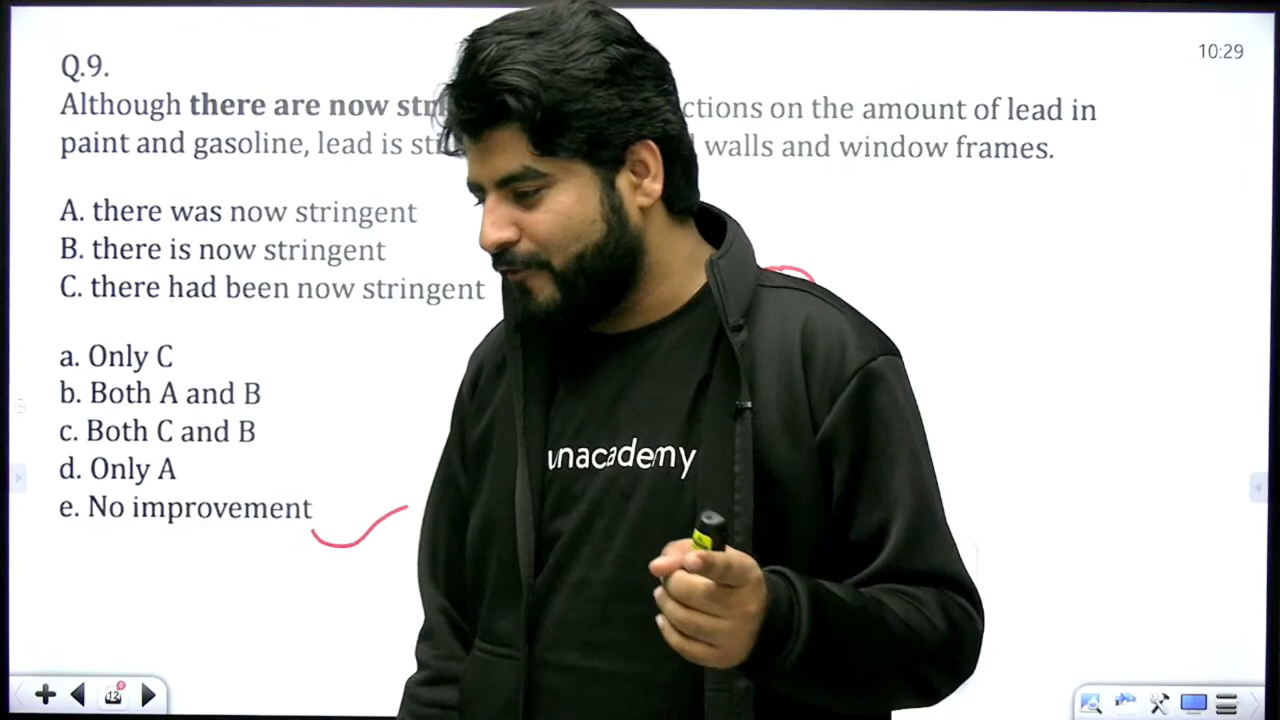 10:29
Q.9.
Although there are now ctions on the amount of lead in
paint and gasoline, lead is walls and window frames.
A. there was now stringent
B. there is now stringent
C. there had been now stringent
a. Only C
b. Both A and B
c. Both C and B
d. Only A
e. No improvement
unacademy
12